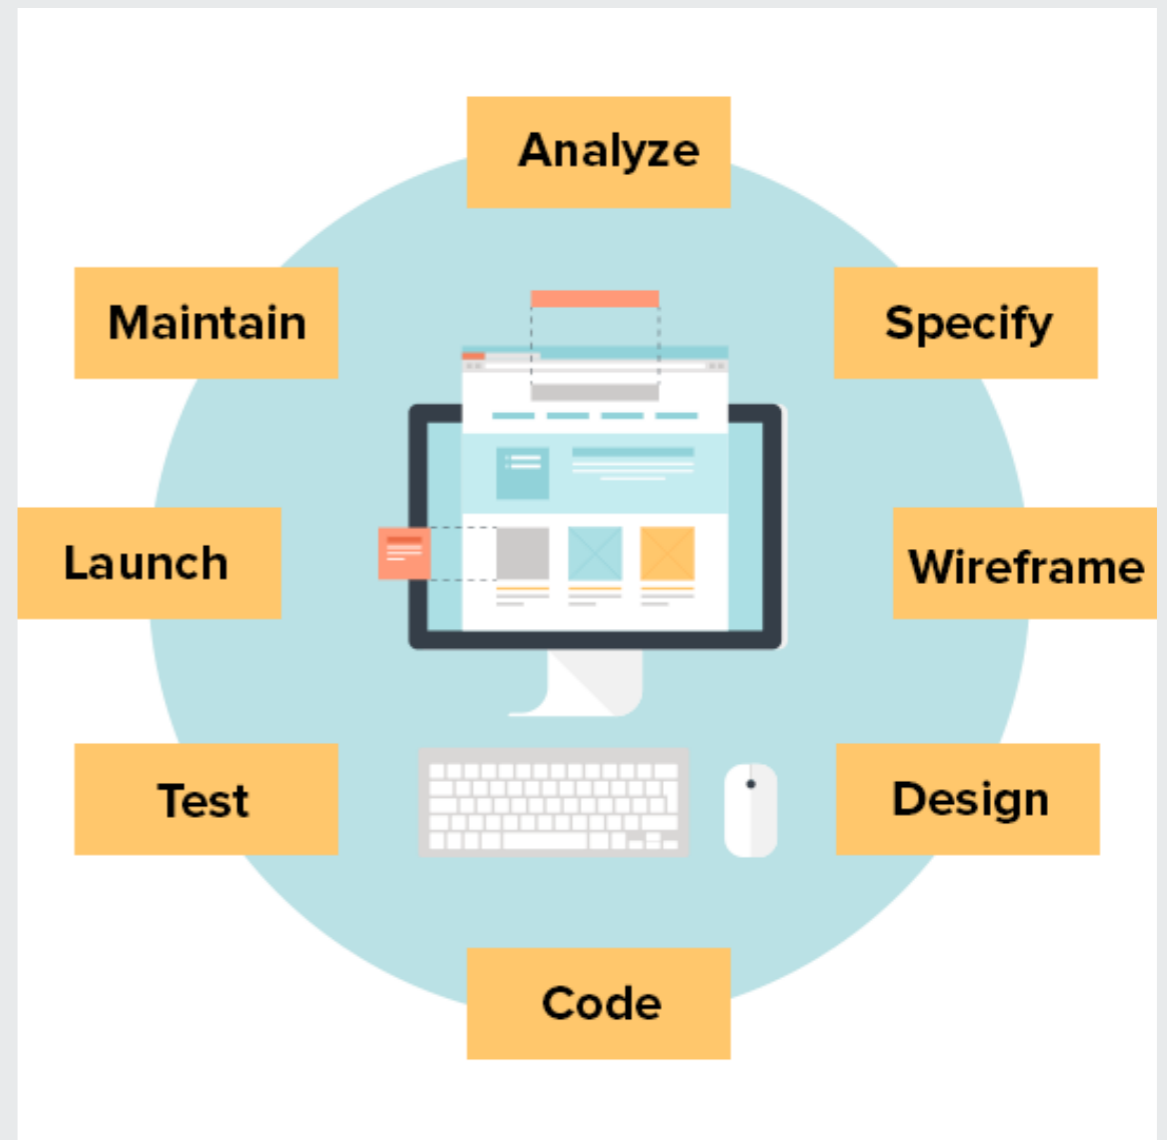 Analyze
Maintain
Specify
Launch
Wireframe
Test
Design
Code